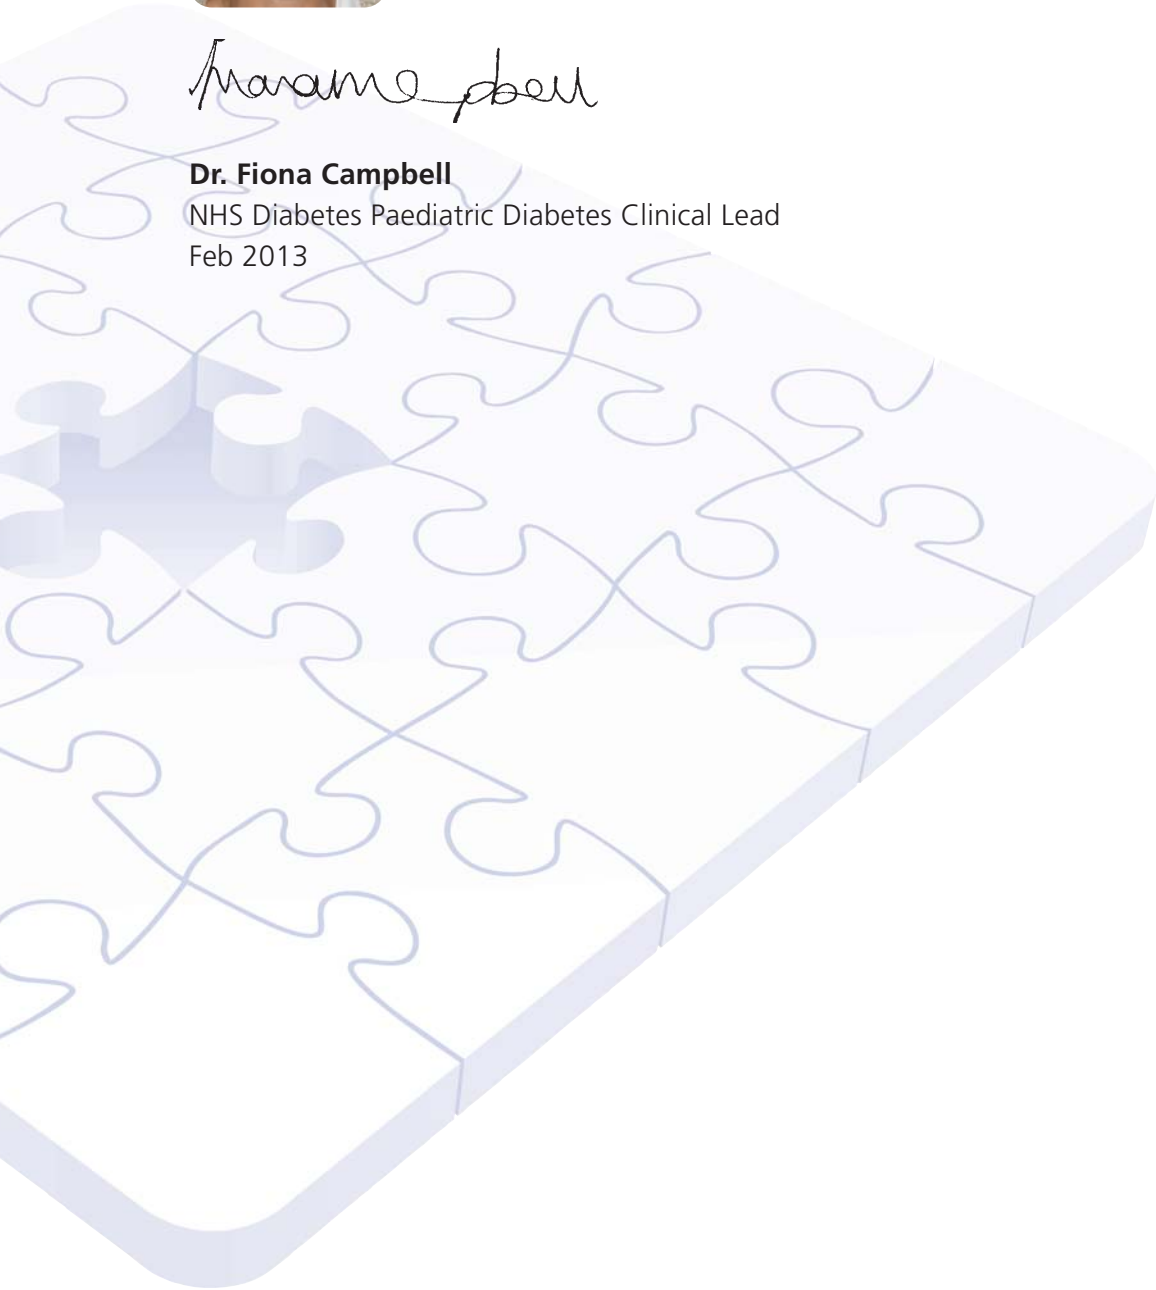 Dr. Fiona Campbell
NHS Diabetes Paediatric Diabetes Clinical Lead
Feb 2013